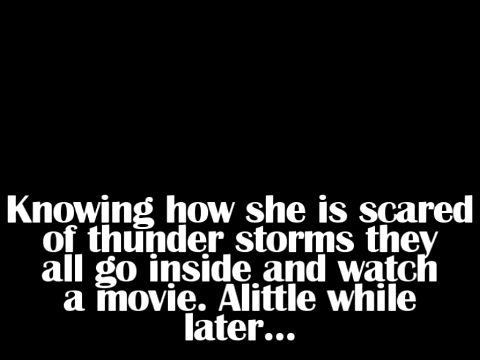 Knowing how she is scared
of thunder storms they
all go inside and watch
a movie. Alittle while
later...